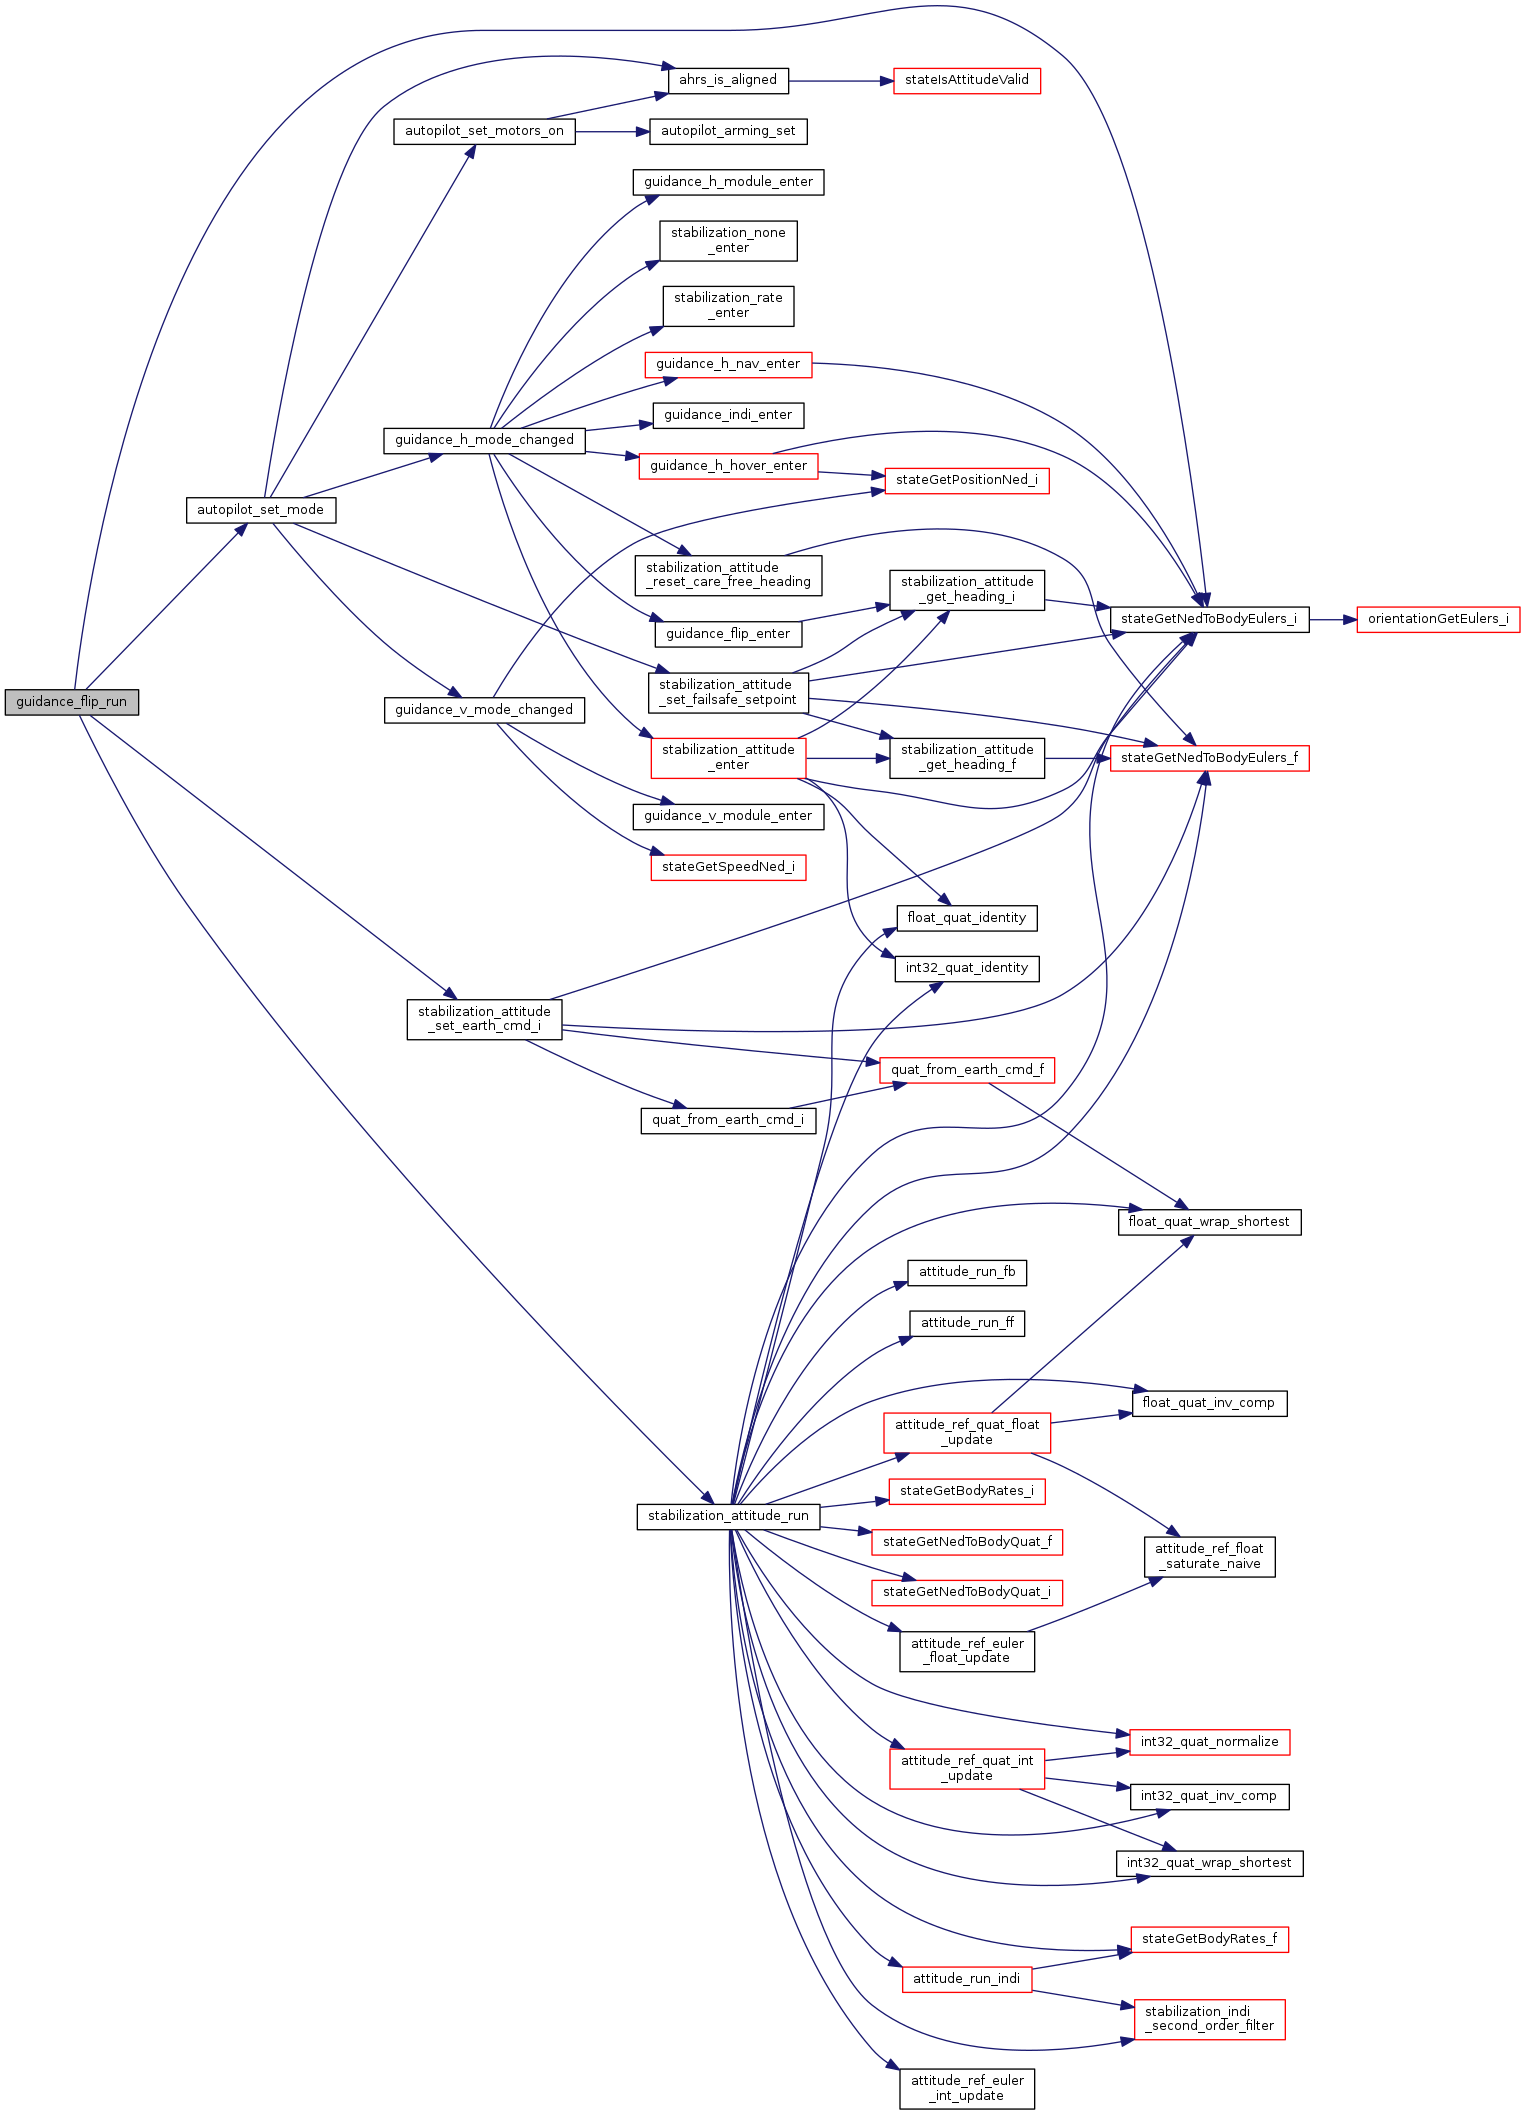 ahrs_is_aligned
stateIsAttitudeValid
autopilot_set_motors_on
autopilot_arming_set
guidance_h_module_enter
stabilization_none
_enter
stabilization_rate
_enter
guidance_h_nav_enter
guidance_indi_enter
guidance_h_mode_changed
guidance_h_hover_enter
stateGetPositionNed_i
autopilot_set_mode
stabilization_attitude
_reset_care_free_heading
stabilization_attitude
_get_heading_i
stateGetNedToBodyEulers_i
orientationGetEulers_i
guidance_flip_enter
guidance_flip_run
stabilization_attitude
_set_failsafe_setpoint
guidance_v_mode_changed
stabilization_attitude
_enter
stabilization_attitude
_get_heading_f
stateGetNedToBodyEulers_f
guidance_v_module_enter
stateGetSpeedNed_i
float_quat_identity
int32_quat_identity
stabilization_attitude
_set_earth_cmd_i
quat_from_earth_cmd_f
quat_from_earth_cmd_i
float_quat_wrap_shortest
attitude_run_fb
attitude_run_ff
float_quat_inv_comp
attitude_ref_quat_float
_update
stateGetBodyRates_i
stabilization_attitude_run
stateGetNedToBodyQuat_f
attitude_ref_float
_saturate_naive
stateGetNedToBodyQuat_i
attitude_ref_euler
_float_update
int32_quat_normalize
attitude_ref_quat_int
_update
int32_quat_inv_comp
int32_quat_wrap_shortest
stateGetBodyRates_f
attitude_run_indi
stabilization_indi
_second_order_filter
attitude_ref_euler
_int_update